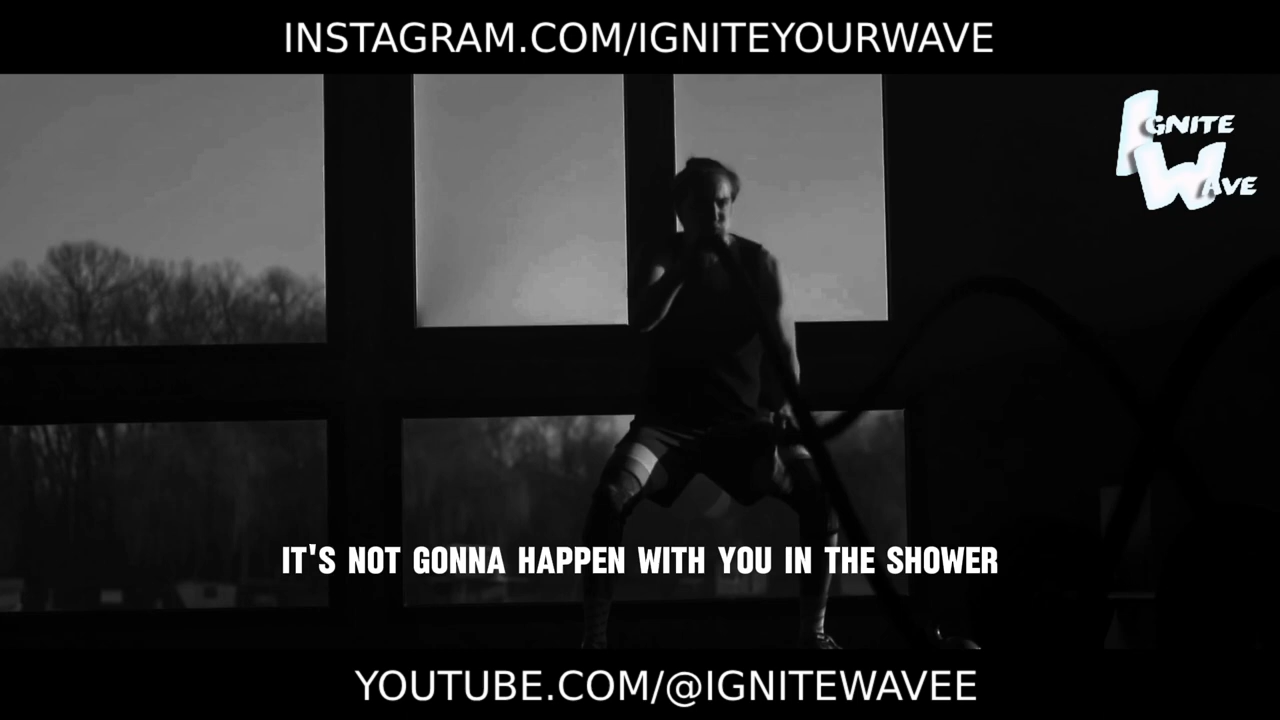 INSTAGRAM.COM/IGNITEYOURWAVE
IGNITE
WAVE
IT'S NOT GONNA HAPPEN WITH YOU IN THE SHOWER
YOUTUBE.COM/@IGNITEWAVEE